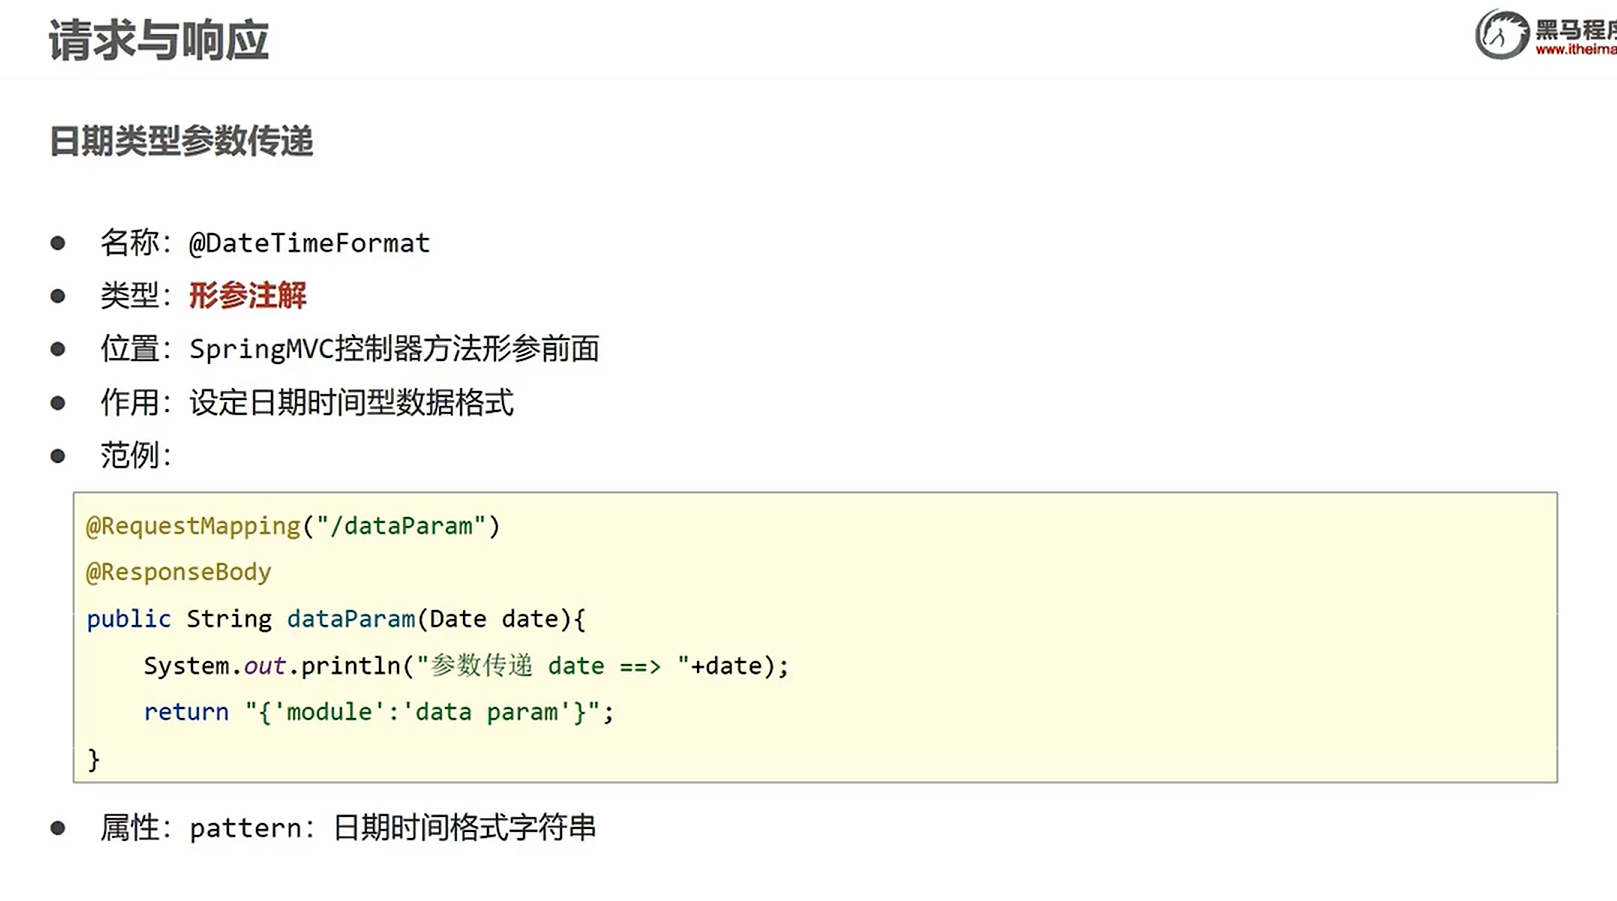 请求与响应
黑马程序
www.itheima
日期类型参数传递
● 名称：@DateTimeFormat
● 类型：形参注解
● 位置：SpringMVC控制器方法形参前面
● 作用：设定日期时间型数据格式
● 范例：
@RequestMapping("/dataParam")
@ResponseBody
public String dataParam(Date date){
    System.out.println("参数传递 date ==> "+date);
    return "{'module':'data param'}";
}
● 属性：pattern：日期时间格式字符串